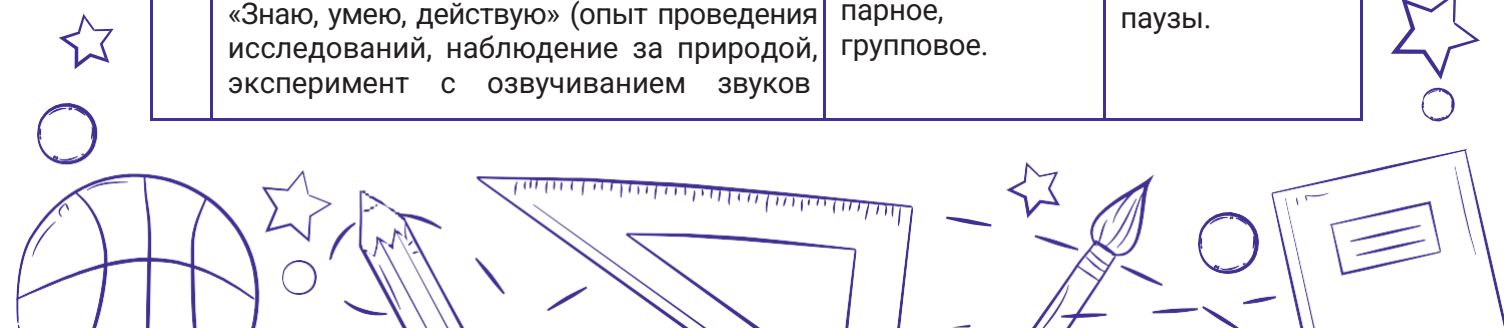 «Знаю, умею, действую» (опыт проведения
исследований, наблюдение за природой,
эксперимент с озвучиванием звуков
парное,
групповое.
паузы.